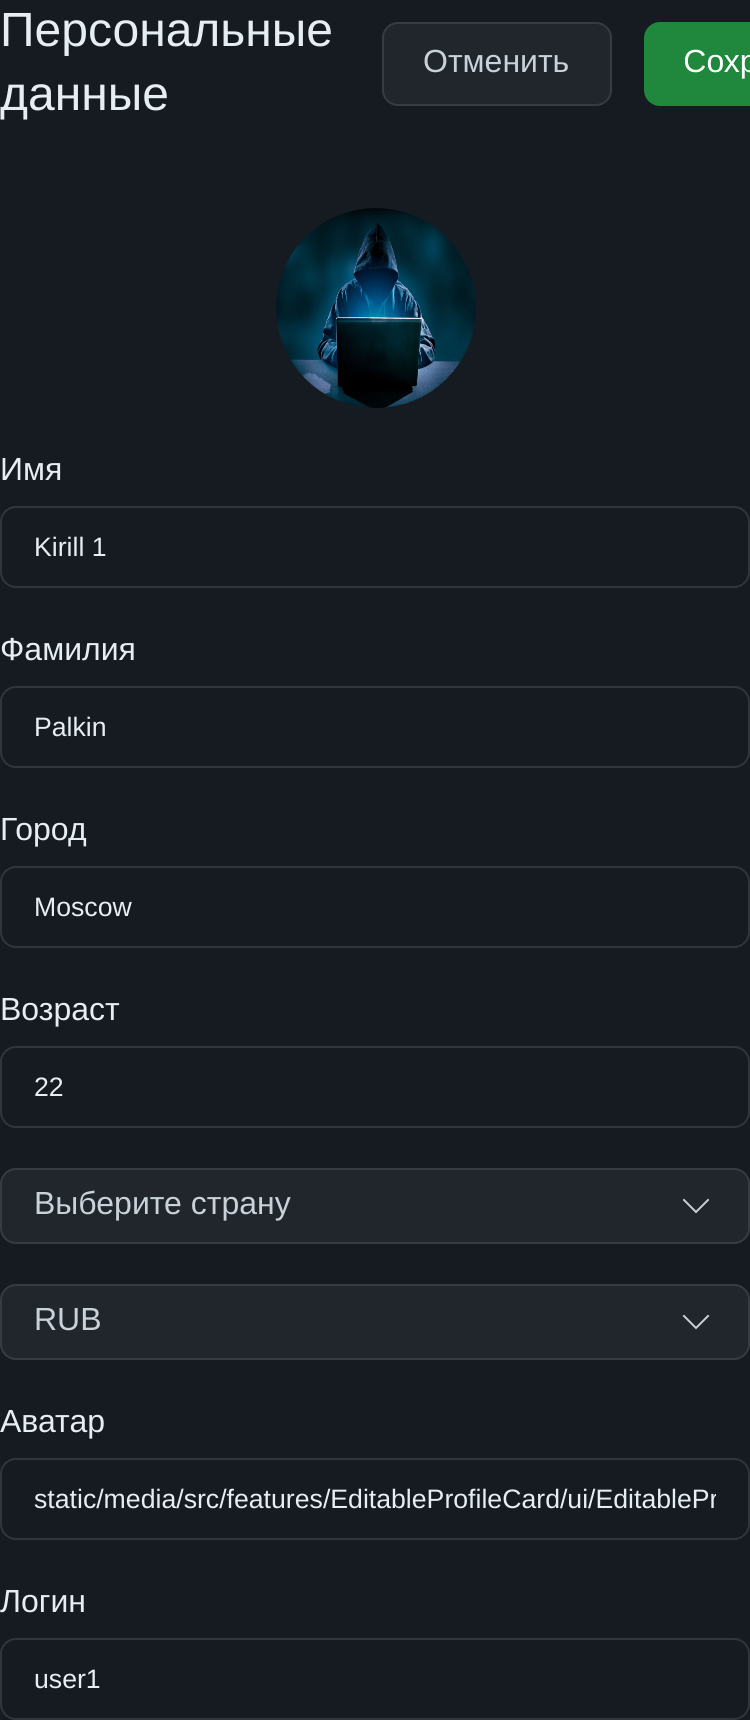 Персональные
данные
Отменить
Сохр
Имя
Kirill 1
Фамилия
Palkin
Город
Moscow
Возраст
22
Выберите страну
RUB
Аватар
static/media/src/features/EditableProfileCard/ui/EditablePr
Логин
user1